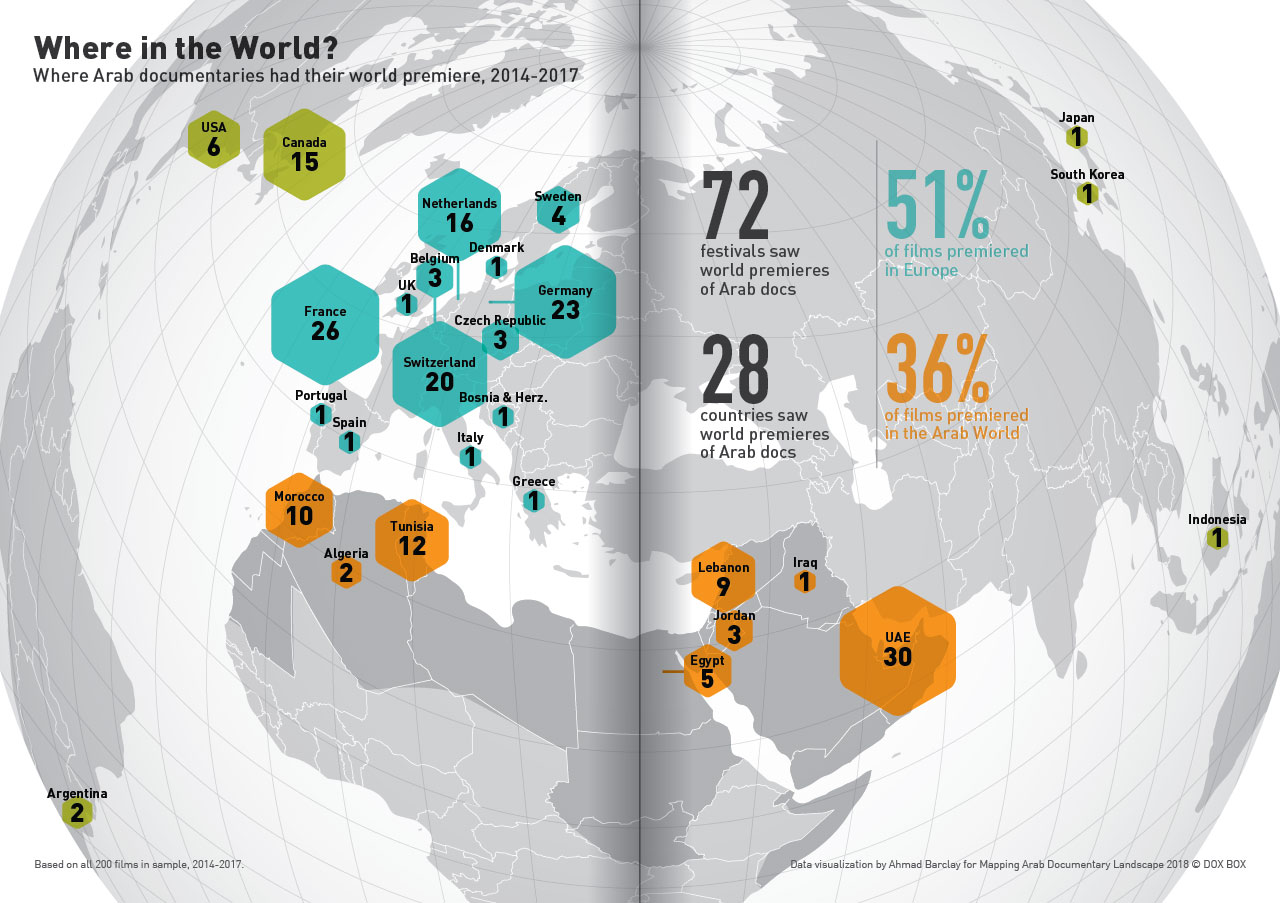 Where in the World?
Where Arab documentaries had their world premiere, 2014-2017
USA
6
Canada
15
Netherlands
16
Sweden
4
Denmark
1
Belgium
3
UK
1
Germany
23
France
26
Czech Republic
3
Switzerland
20
Bosnia & Herz.
1
Portugal
1
Spain
1
Italy
1
Greece
1
Morocco
10
Tunisia
12
Algeria
2
Argentina
2
72
festivals saw
world premieres
of Arab docs
51%
of films premiered
in Europe
28
countries saw
world premieres
of Arab docs
36%
of films premiered
in the Arab World
Japan
1
South Korea
1
Indonesia
1
Lebanon
9
Iraq
1
Jordan
3
Egypt
5
UAE
30
Based on all 200 films in sample, 2014-2017.
Data visualization by Ahmad Barclay for Mapping Arab Documentary Landscape 2018 © DOX BOX